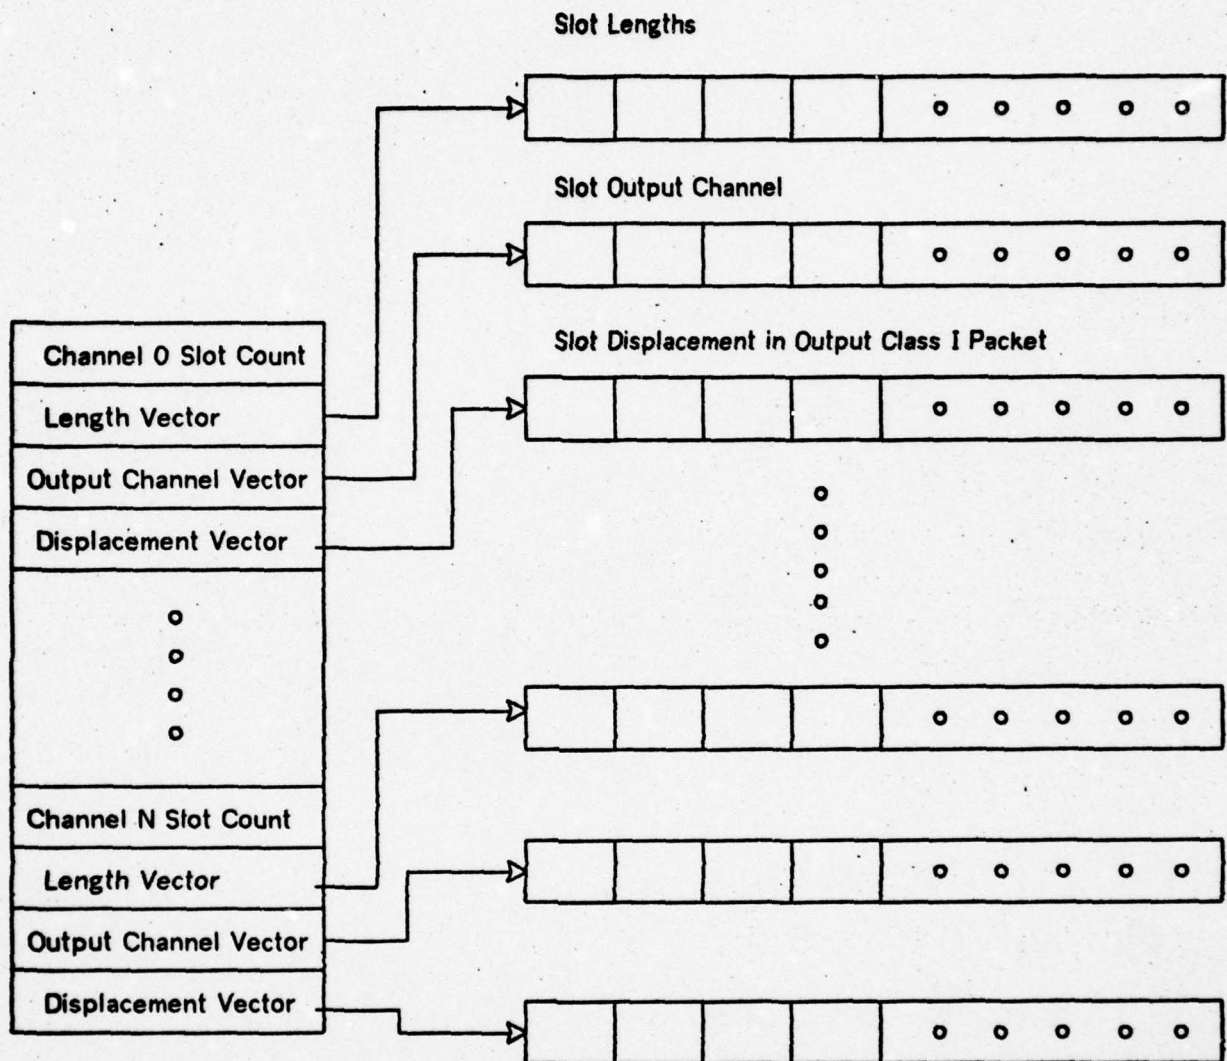 Slot Lengths
Slot Output Channel
Slot Displacement in Output Class I Packet
Channel 0 Slot Count
Length Vector
Output Channel Vector
Displacement Vector
Channel N Slot Count
Length Vector
Output Channel Vector
Displacement Vector